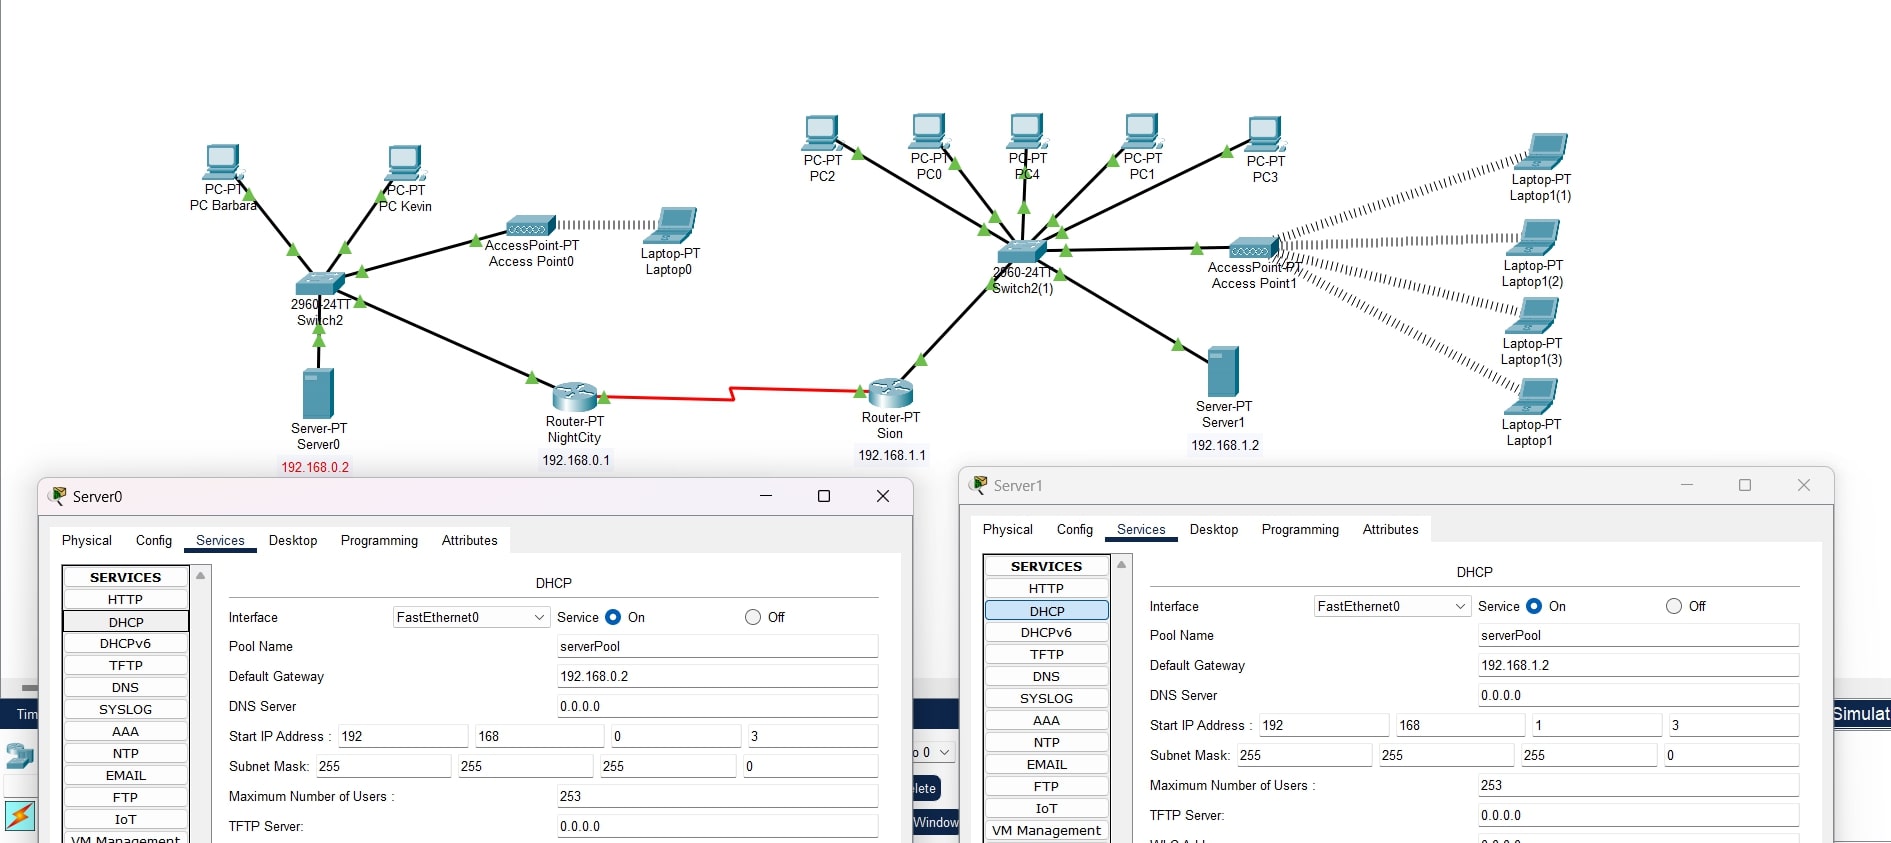 PC-PT
PC Barbara
PC-PT
PC Kevin
AccessPoint-PT
Access Point0
Laptop-PT
Laptop0
2960-24TT
Switch2
Server-PT
Server0
192.168.0.2
Router-PT
NightCity
192.168.0.1
PC-PT
PC2
PC-PT
PC0
PC-PT
PC4
PC-PT
PC1
PC-PT
PC3
2960-24TT
Switch2(1)
AccessPoint-PT
Access Point1
Laptop-PT
Laptop1(1)
Laptop-PT
Laptop1(2)
Laptop-PT
Laptop1(3)
Laptop-PT
Laptop1
Router-PT
Sion
192.168.1.1
Server-PT
Server1
192.168.1.2
Server0
Physical Config Services Desktop Programming Attributes
SERVICES
HTTP
DHCP
DHCPv6
TFTP
DNS
SYSLOG
AAA
NTP
EMAIL
FTP
IoT
VM Management
DHCP
Interface FastEthernet0 Service On Off
Pool Name serverPool
Default Gateway 192.168.0.2
DNS Server 0.0.0.0
Start IP Address : 192 168 0 3
Subnet Mask: 255 255 255 0
Maximum Number of Users : 253
TFTP Server: 0.0.0.0
Server1
Physical Config Services Desktop Programming Attributes
SERVICES
HTTP
DHCP
DHCPv6
TFTP
DNS
SYSLOG
AAA
NTP
EMAIL
FTP
IoT
VM Management
DHCP
Interface FastEthernet0 Service On Off
Pool Name serverPool
Default Gateway 192.168.1.2
DNS Server 0.0.0.0
Start IP Address : 192 168 1 3
Subnet Mask: 255 255 255 0
Maximum Number of Users : 253
TFTP Server: 0.0.0.0
Tim
o 0
lete
Window
Simulat